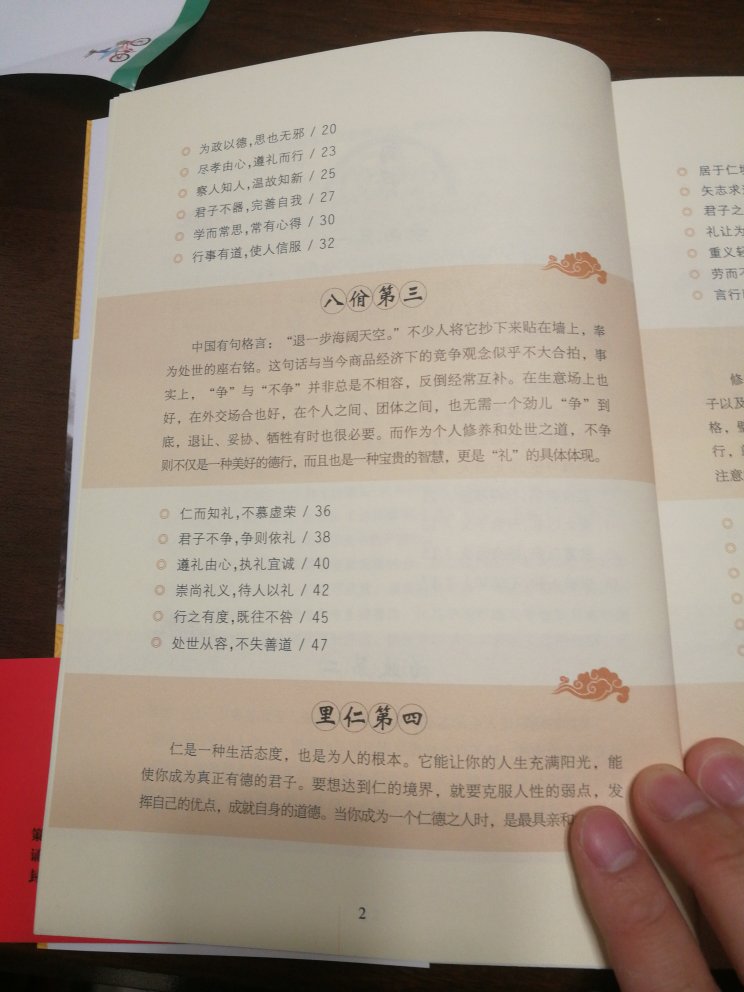 为政以德,思也无邪 / 20
尽孝由心,遵礼而行 / 23
察人知人,温故知新 / 25
君子不器,完善自我 / 27
学而常思,常有心得 / 30
行事有道,使人信服 / 32
八佾第三
中国有句格言：“退一步海阔天空。”不少人将它抄下来贴在墙上，奉
为处世的座右铭。这句话与当今商品经济下的竞争观念似乎不大合拍，事
实上，“争”与“不争”并非总是不相容，反倒经常互补。在生意场上也
好，在外交场合也好，在个人之间、团体之间，也无需一个劲儿“争”到
底，退让、妥协、牺牲有时也很必要。而作为个人修养和处世之道，不争
则不仅是一种美好的德行，而且也是一种宝贵的智慧，更是“礼”的具体体现。
仁而知礼,不慕虚荣 / 36
君子不争,争则依礼 / 38
遵礼由心,执礼宜诚 / 40
崇尚礼义,待人以礼 / 42
行之有度,既往不咎 / 45
处世从容,不失善道 / 47
里仁第四
仁是一种生活态度，也是为人的根本。它能让你的人生充满阳光，能
使你成为真正有德的君子。要想达到仁的境界，就要克服人性的弱点，发
挥自己的优点，成就自身的道德。当你成为一个仁德之人时，是最具亲和
2
居于仁
矢志求
君子之
礼让为
重义轻
劳而不
言行
修
子以及
格，
行，
注意